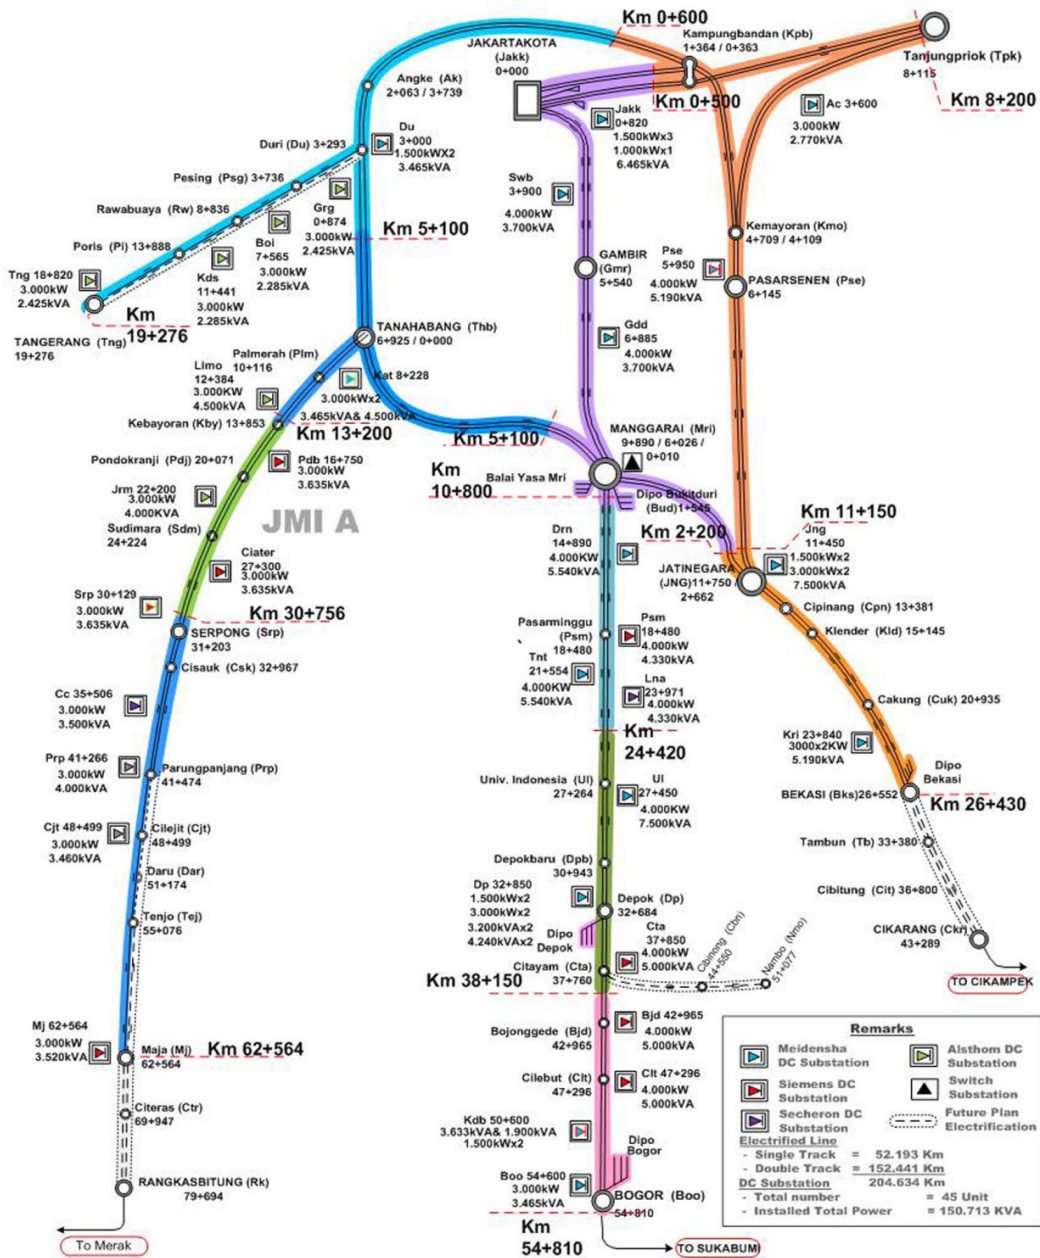 Km 0+600
Kampungbandan (Kpb)
1+364 / 0+363
JAKARTAKOTA
(Jakk)
0+000
Tanjungpriok (Tpk)
8+115
Km 8+200
Km 0+500
Angke (Ak)
2+063 / 3+739
Jakk
0+820
1.500kWx3
1.000kWx1
6.465kVA
Ac 3+600
3.000kW
2.770kVA
Du
3+000
1.500kWX2
3.465kVA
Duri (Du) 3+293
Pesing (Psg) 3+736
Rawabuaya (Rw) 8+836
Poris (Pi) 13+888
Grg
0+874
3.000kW
2.425kVA
Boi
7+565
3.000kW
2.285kVA
Kds
11+441
3.000kW
2.285kVA
Tng 18+820
3.000kW
2.425kVA
Km
19+276
TANGERANG (Tng)
19+276
Km 5+100
Swb
3+900
4.000kW
3.700kVA
GAMBIR
(Gmr)
5+540
Kemayoran (Kmo)
4+709 / 4+109
Pse
5+950
4.000kW
5.190kVA
PASARSENEN (Pse)
6+145
Gdd
6+885
4.000kW
3.700kVA
TANAHABANG (Thb)
6+925 / 0+000
Palmerah (Plm)
10+116
Limo
12+384
3.000KW
4.500kVA
Kat 8+228
3.000kWx2
3.465kVA& 4.500kVA
Kebayoran (Kby) 13+853
Km 13+200
Km 5+100
MANGGARAI (Mri)
9+890 / 6+026 /
0+010
Km
10+800
Balai Yasa Mri
Dipo Bukitduri
(Bud)1+545
Pondokranji (Pdj) 20+071
Pdb 16+750
3.000kW
3.635kVA
Jrm 22+200
3.000kW
4.000KVA
Sudimara (Sdm)
24+224
JMI A
Ciater
27+300
3.000kW
3.635kVA
Srp 30+129
3.000kW
3.635kVA
Km 30+756
SERPONG (Srp)
31+203
Cisauk (Csk) 32+967
Drn
14+890
4.000KW
5.540kVA
Km 2+200
Km 11+150
Jng
11+450
1.500kWx2
3.000kWx2
7.500kVA
JATINEGARA
(JNG)11+750 /
2+662
Cipinang (Cpn) 13+381
Klender (Kld) 15+145
Pasarminggu
(Psm)
18+480
Psm
18+480
4.000kW
4.330kVA
Tnt
21+554
4.000KW
5.540kVA
Lna
23+971
4.000kW
4.330kVA
Km
24+420
Cakung (Cuk) 20+935
Kri 23+840
3000x2KW
5.190kVA
Dipo
Bekasi
BEKASI (Bks)26+552
Km 26+430
Tambun (Tb) 33+380
Cibitung (Cit) 36+800
CIKARANG (Ckr)
43+289
TO CIKAMPEK
Cc 35+506
3.000kW
3.500kVA
Prp 41+266
3.000kW
4.000kVA
Parungpanjang (Prp)
41+474
Cjt 48+499
3.000kW
3.460kVA
Cilejit (Cjt)
48+499
Daru (Dar)
51+174
Tenjo (Tej)
55+076
Univ. Indonesia (UI)
27+264
UI
27+450
4.000KW
7.500kVA
Depokbaru (Dpb)
30+943
Dp 32+850
1.500kWx2
3.000kWx2
3.200kVAx2
4.240kVAx2
Depok (Dp)
32+684
Dipo
Depok
Cta
37+850
4.000kW
5.000kVA
Cibinong (Cbn)
44+550
Nambo (Nmo)
51+077
Citayam (Cta)
37+760
Km 38+150
Mj 62+564
3.000kW
3.520kVA
Maja (Mj)
62+564
Km 62+564
Citeras (Ctr)
69+947
RANGKASBITUNG (Rk)
79+694
To Merak
Bojonggede (Bjd)
42+965
Bjd 42+965
4.000kW
5.000kVA
Cilebut (Clt)
47+296
Clt 47+296
4.000kW
5.000kVA
Kdb 50+600
3.633kVA& 1.900kVA
1.500kWx2
Dipo
Bogor
Boo 54+600
3.000kW
3.465kVA
BOGOR (Boo)
54+810
Km
54+810
TO SUKABUMI
Remarks
Meidensha
DC Substation
Alsthom DC
Substation
Siemens DC
Substation
Switch
Substation
Secheron DC
Substation
Future Plan
Electrification
Electrified Line
- Single Track = 52.193 Km
- Double Track = 152.441 Km
DC Substation 204.634 Km
- Total number = 45 Unit
- Installed Total Power = 150.713 KVA